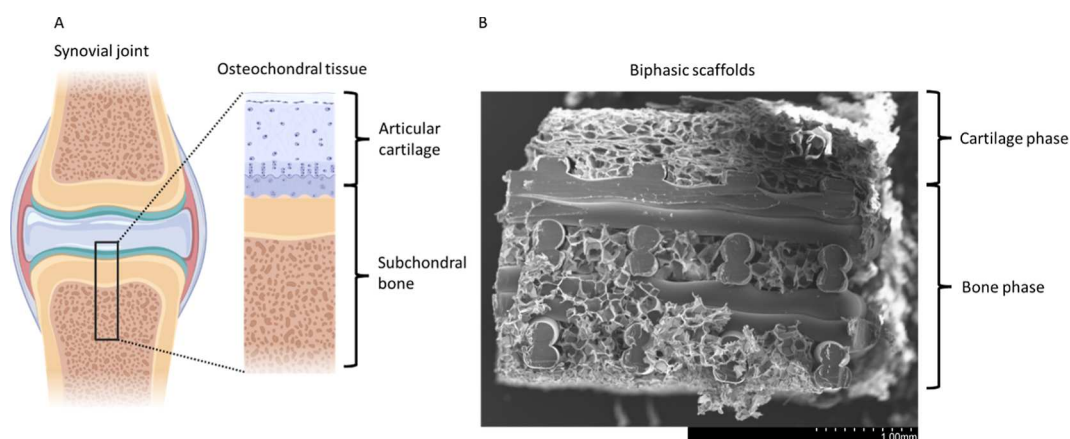 A
Synovial joint
Osteochondral tissue
Articular
cartilage
Subchondral
bone
B
Biphasic scaffolds
Cartilage phase
Bone phase
1.00mm